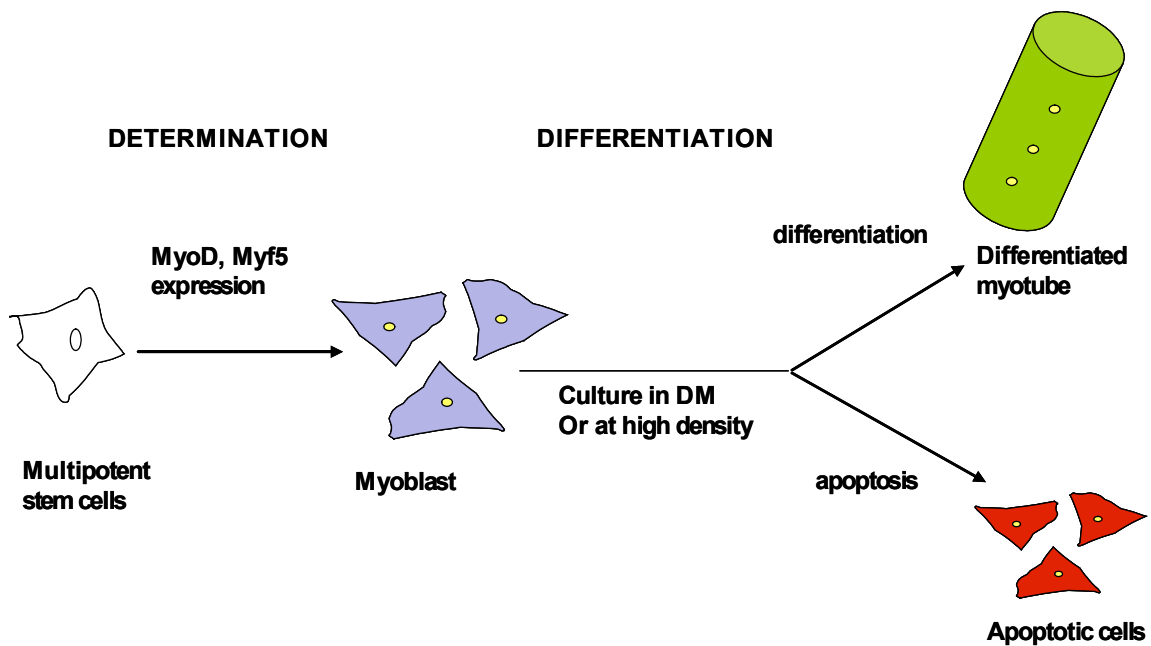 DETERMINATION
DIFFERENTIATION
MyoD, Myf5
expression
differentiation
Differentiated
myotube
Culture in DM
Or at high density
Multipotent
stem cells
Myoblast
apoptosis
Apoptotic cells